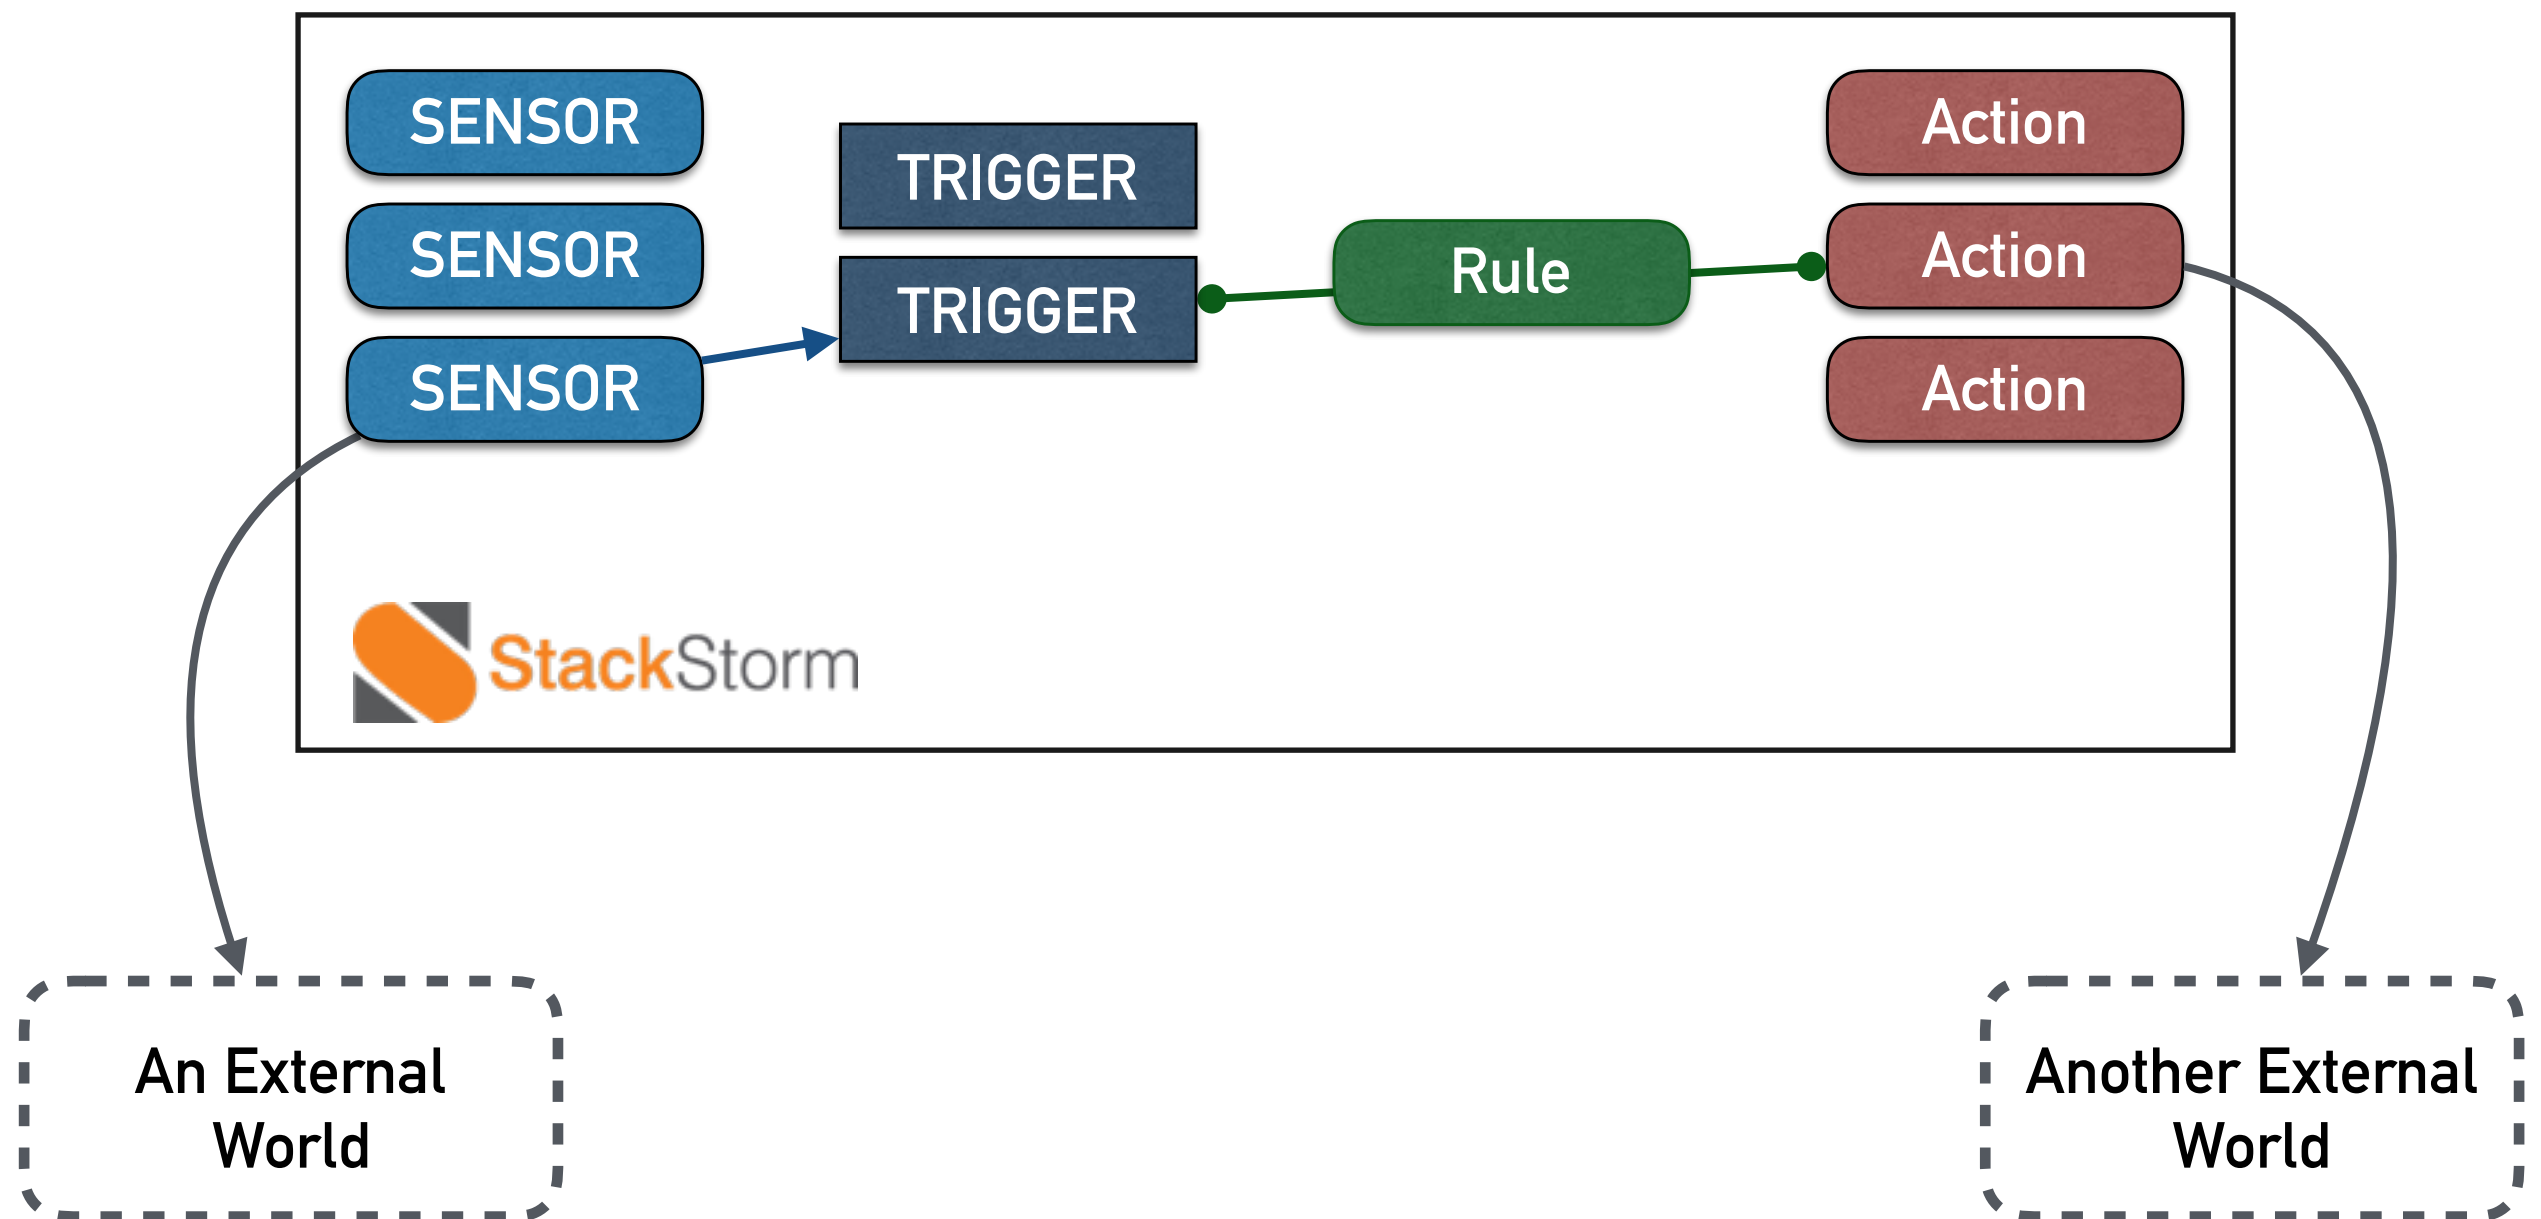 SENSOR
SENSOR
SENSOR
TRIGGER
TRIGGER
Rule
Action
Action
Action
StackStorm
An External
World
Another External
World